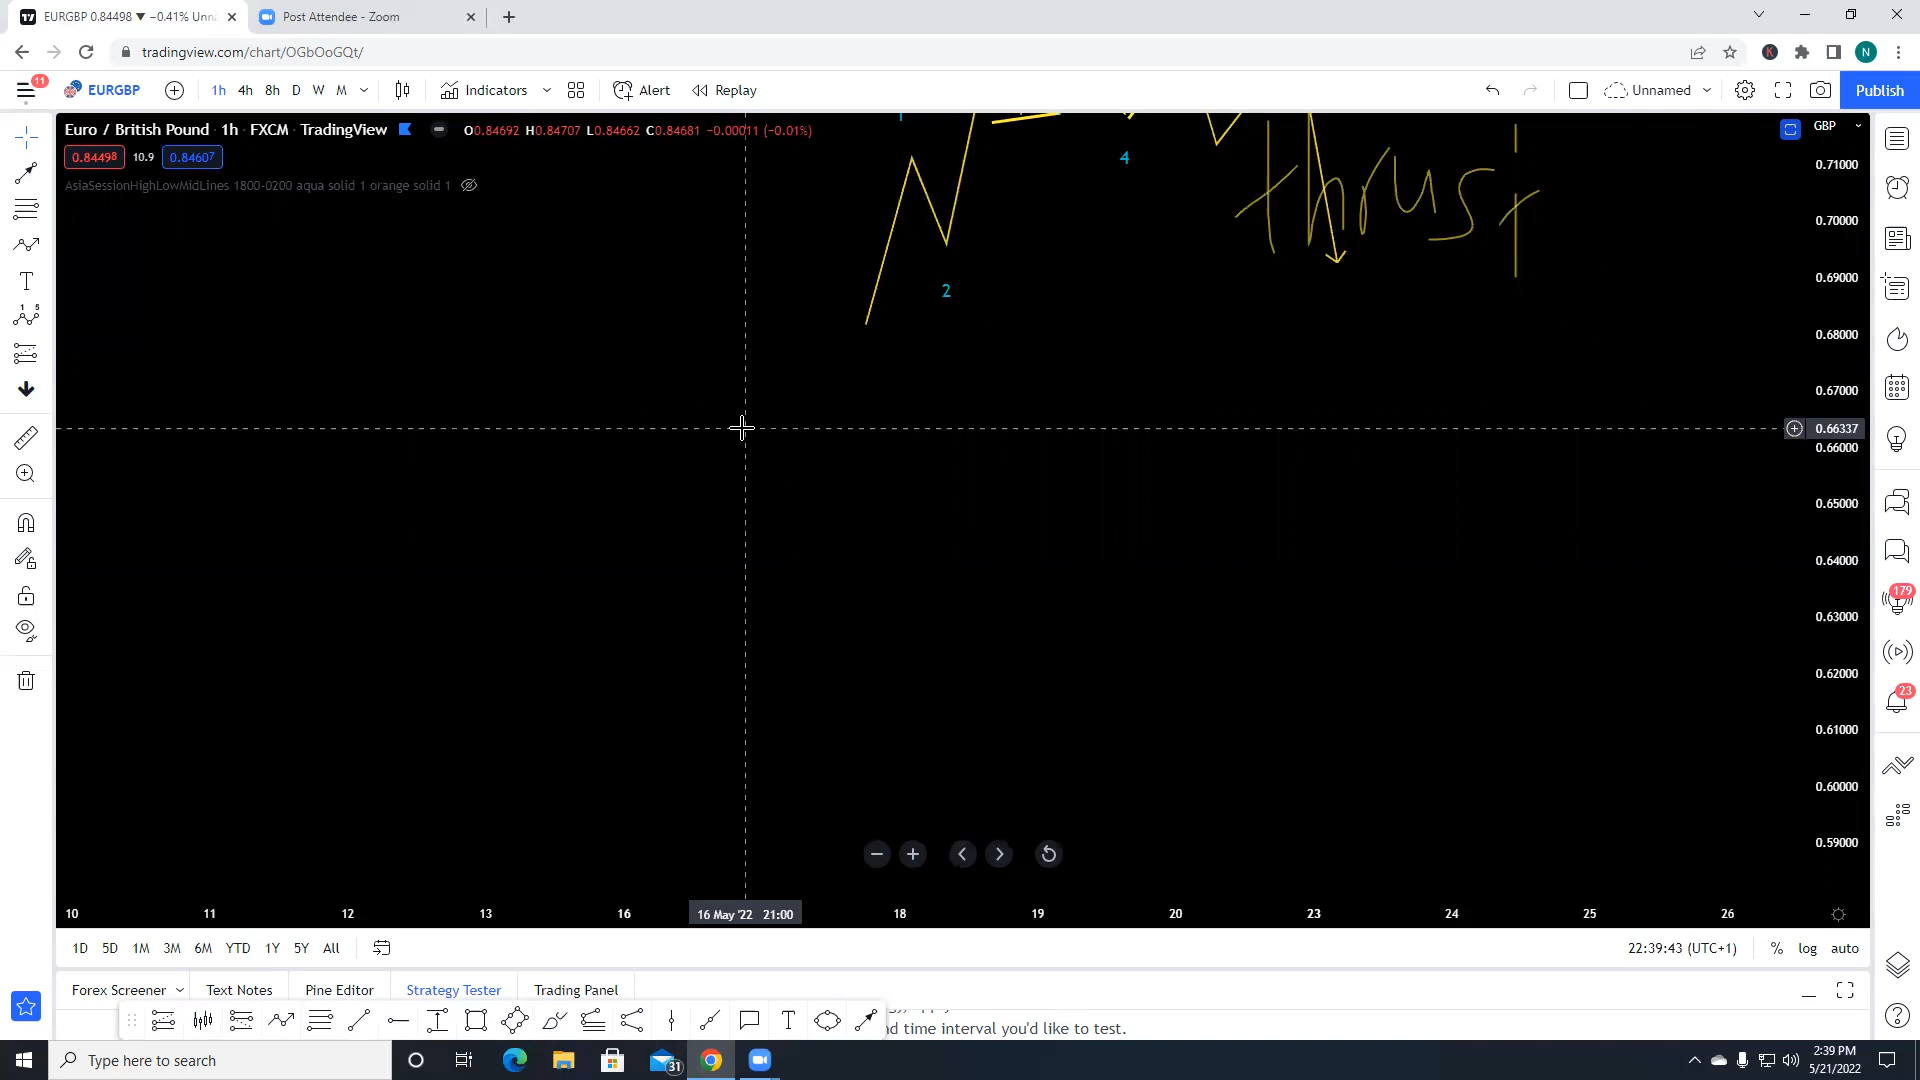 EURGBP 0.84498 ▼ −0.41% Unn
Post Attendee - Zoom
tradingview.com/chart/OGbOoGQt/
N
11
EURGBP
1h 4h 8h D W M
Indicators
Alert
Replay
Unnamed
Publish
Euro / British Pound · 1h · FXCM · TradingView
O0.84692 H0.84707 L0.84662 C0.84681 −0.00011 (−0.01%)
GBP
0.84498 10.9 0.84607
AsiaSessionHighLowMidLines 1800-0200 aqua solid 1 orange solid 1
4
thrust
2
0.71000
0.70000
0.69000
0.68000
0.67000
0.66337
0.66000
0.65000
0.64000
0.63000
0.62000
0.61000
0.60000
0.59000
179
23
10 11 12 13 16 16 May '22 21:00 18 19 20 23 24 25 26
1D 5D 1M 3M 6M YTD 1Y 5Y All
22:39:43 (UTC+1) % log auto
Forex Screener Text Notes Pine Editor Strategy Tester Trading Panel
nd time interval you'd like to test.
Type here to search
31
2:39 PM
5/21/2022